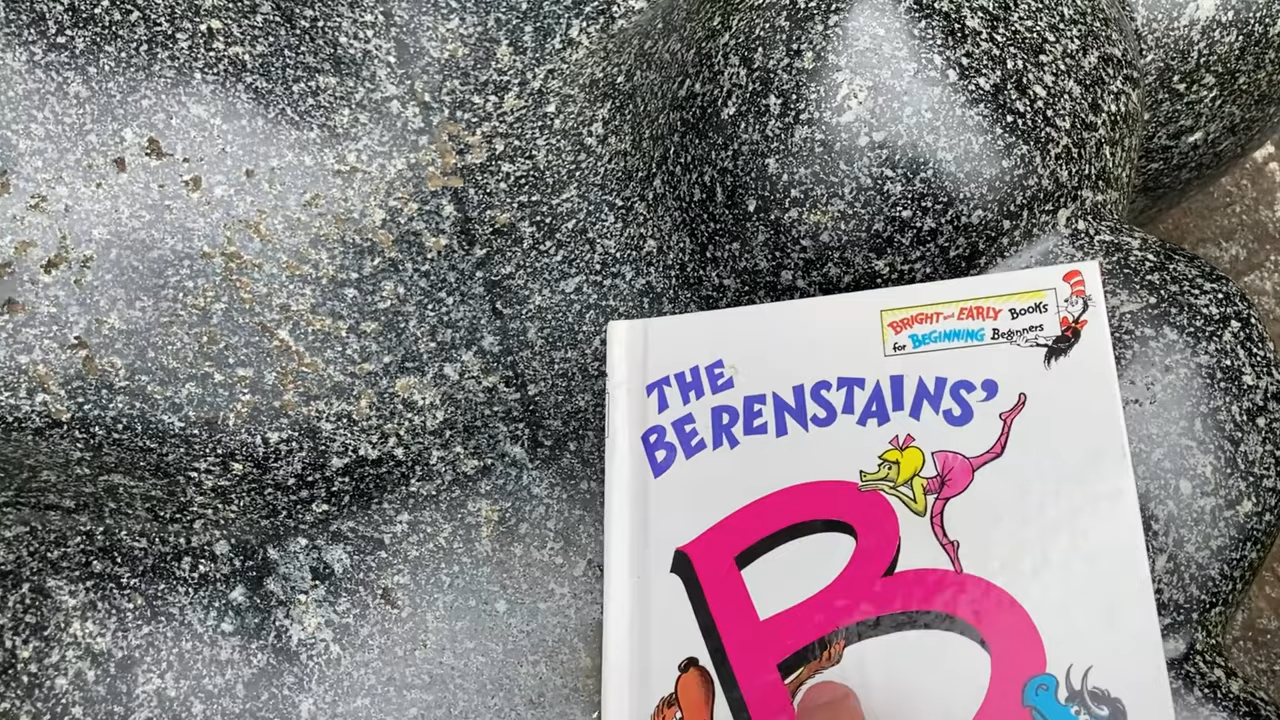 BRIGHT and EARLY BOOKS
for BEGINNING Beginners
THE
BERENSTAINS'
B